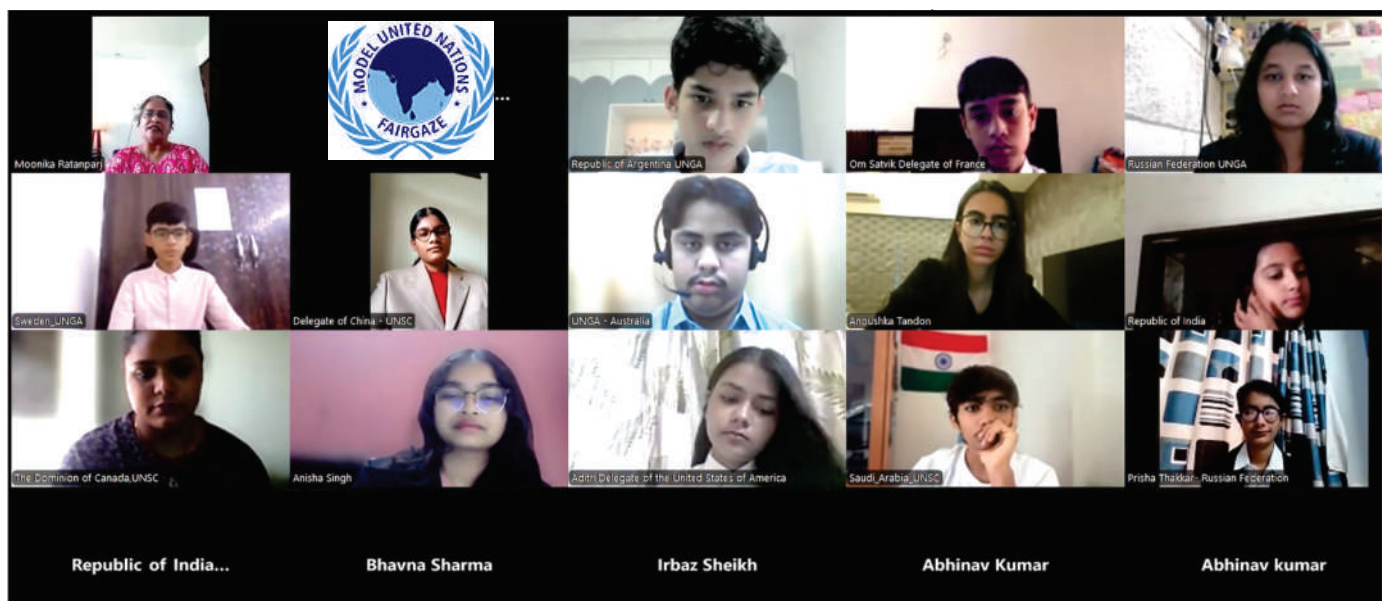 MODEL UNITED NATIONS
FAIRGAZE
...
Moonika Ratanpari
Republic of Argentina UNGA
Om Satvik Delegate of France
Russian Federation UNGA
Sweden_UNGA
Delegate of China - UNSC
UNGA - Australia
Anoushka Tandon
Republic of India
The Dominion of Canada,UNSC
Anisha Singh
Aditri Delegate of the United States of America
Saudi_Arabia_UNSC
Prisha Thakkar- Russian Federation
Republic of India...
Bhavna Sharma
Irbaz Sheikh
Abhinav Kumar
Abhinav kumar